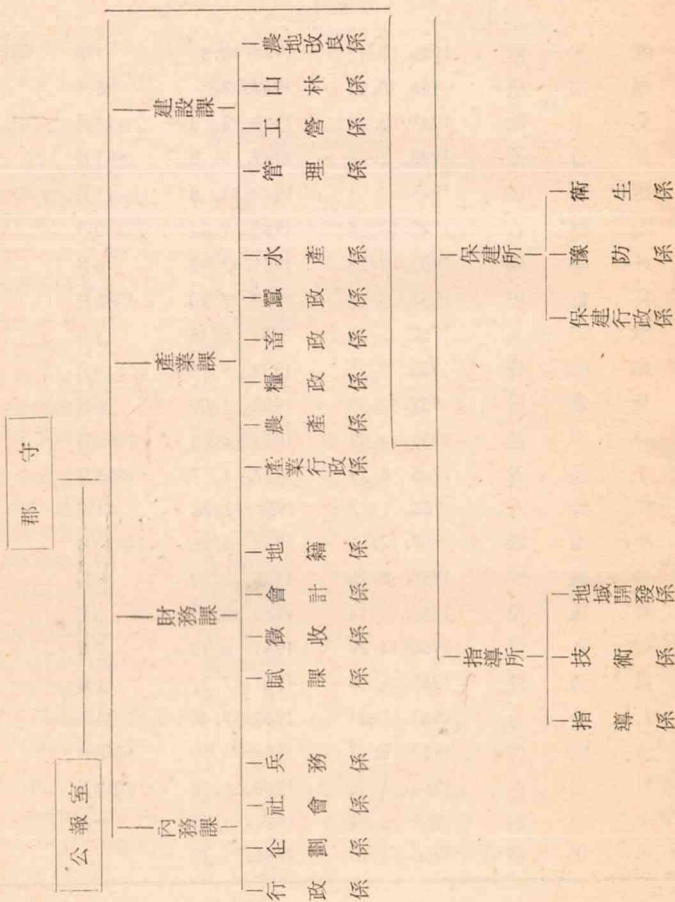 郡守
公報室
內務課
財務課
產業課
建設課
行政係
企劃係
社會係
兵務係
賦課係
徵收係
會計係
地籍係
產業行政係
農產係
糧政係
畜政係
蠶政係
水產係
管理係
工營係
山林係
農地改良係
指導所
保建所
指導係
技術係
地域開發係
保建行政係
豫防係
衛生係